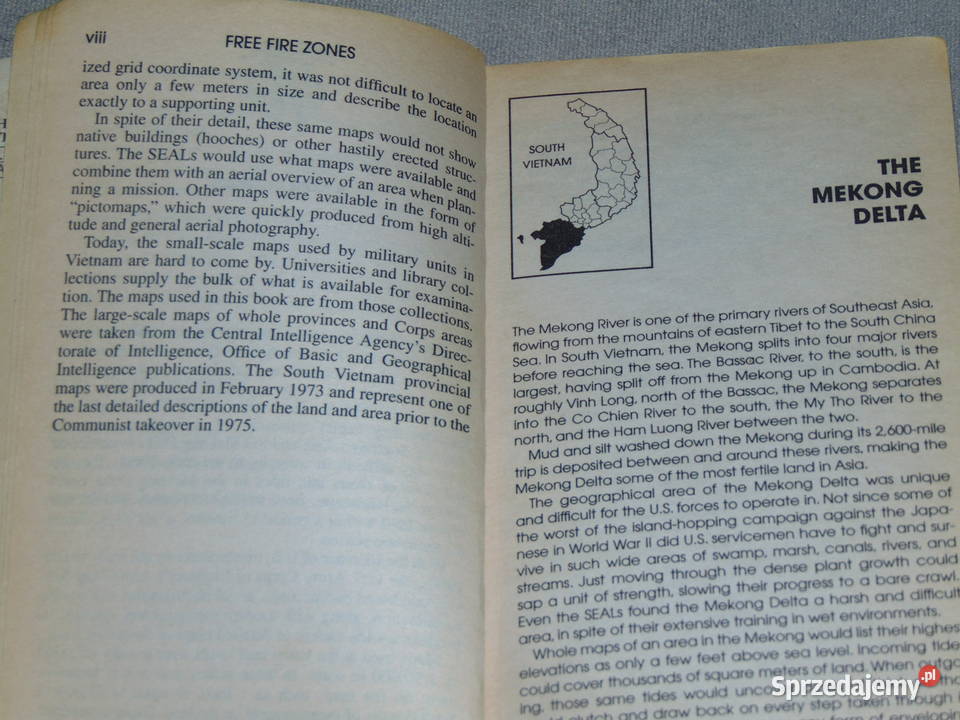 viii
FREE FIRE ZONES
ized grid coordinate system, it was not difficult to locate an
area only a few meters in size and describe the location
exactly to a supporting unit.
In spite of their detail, these same maps would not show
native buildings (hooches) or other hastily erected struc-
tures. The SEALs would use what maps were available and
combine them with an aerial overview of an area when plan-
ning a mission. Other maps were available in the form of
“pictomaps,” which were quickly produced from high alti-
tude and general aerial photography.
Today, the small-scale maps used by military units in
Vietnam are hard to come by. Universities and library col-
lections supply the bulk of what is available for examina-
tion. The maps used in this book are from those collections.
The large-scale maps of whole provinces and Corps areas
were taken from the Central Intelligence Agency's Direc-
torate of Intelligence, Office of Basic and Geographical
Intelligence publications. The South Vietnam provincial
maps were produced in February 1973 and represent one of
the last detailed descriptions of the land and area prior to the
Communist takeover in 1975.
SOUTH
VIETNAM
THE
MEKONG
DELTA
The Mekong River is one of the primary rivers of Southeast Asia,
flowing from the mountains of eastern Tibet to the South China
Sea. In South Vietnam, the Mekong splits into four major rivers
before reaching the sea. The Bassac River, to the south, is the
largest, having split off from the Mekong up in Cambodia. At
roughly Vinh Long, north of the Bassac, the Mekong separates
into the Co Chien River to the south, the My Tho River to the
north, and the Ham Luong River between the two.
Mud and silt washed down the Mekong during its 2,600-mile
trip is deposited between and around these rivers, making the
Mekong Delta some of the most fertile land in Asia.
The geographical area of the Mekong Delta was unique
and difficult for the U.S. forces to operate in. Not since some of
the worst of the island-hopping campaign against the Japa-
nese in World War II did U.S. servicemen have to fight and sur-
vive in such wide areas of swamp, marsh, canals, rivers, and
streams. Just moving through the dense plant growth could
sap a unit of strength, slowing their progress to a bare crawl.
Even the SEALs found the Mekong Delta a harsh and difficult
area, in spite of their extensive training in wet environments.
Whole maps of an area in the Mekong would list their highes
elevations as only a few feet above sea level. Incoming tide
could cover thousands of square meters of land. When outgo
ing, those same tides would
clutch and draw back on every step taken through
Sprzedajemy.pl